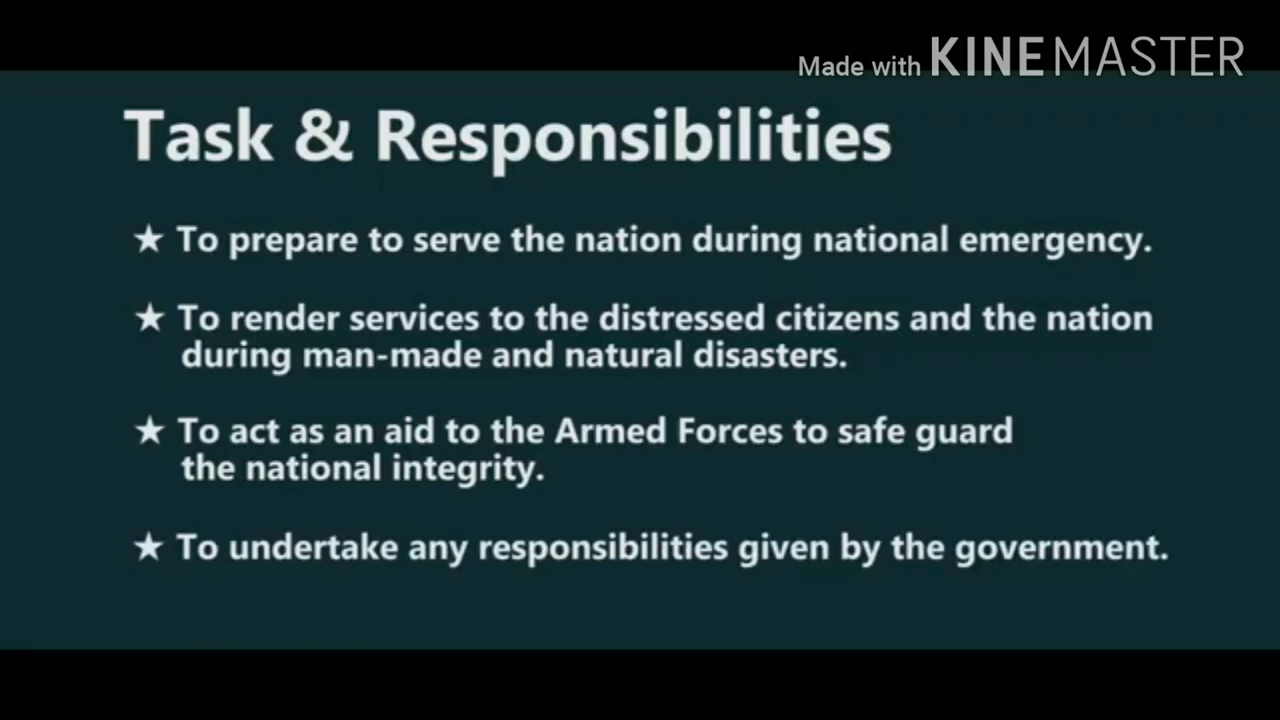 Made with KINEMASTER
Task & Responsibilities
★ To prepare to serve the nation during national emergency.
★ To render services to the distressed citizens and the nation
during man-made and natural disasters.
★ To act as an aid to the Armed Forces to safe guard
the national integrity.
★ To undertake any responsibilities given by the government.